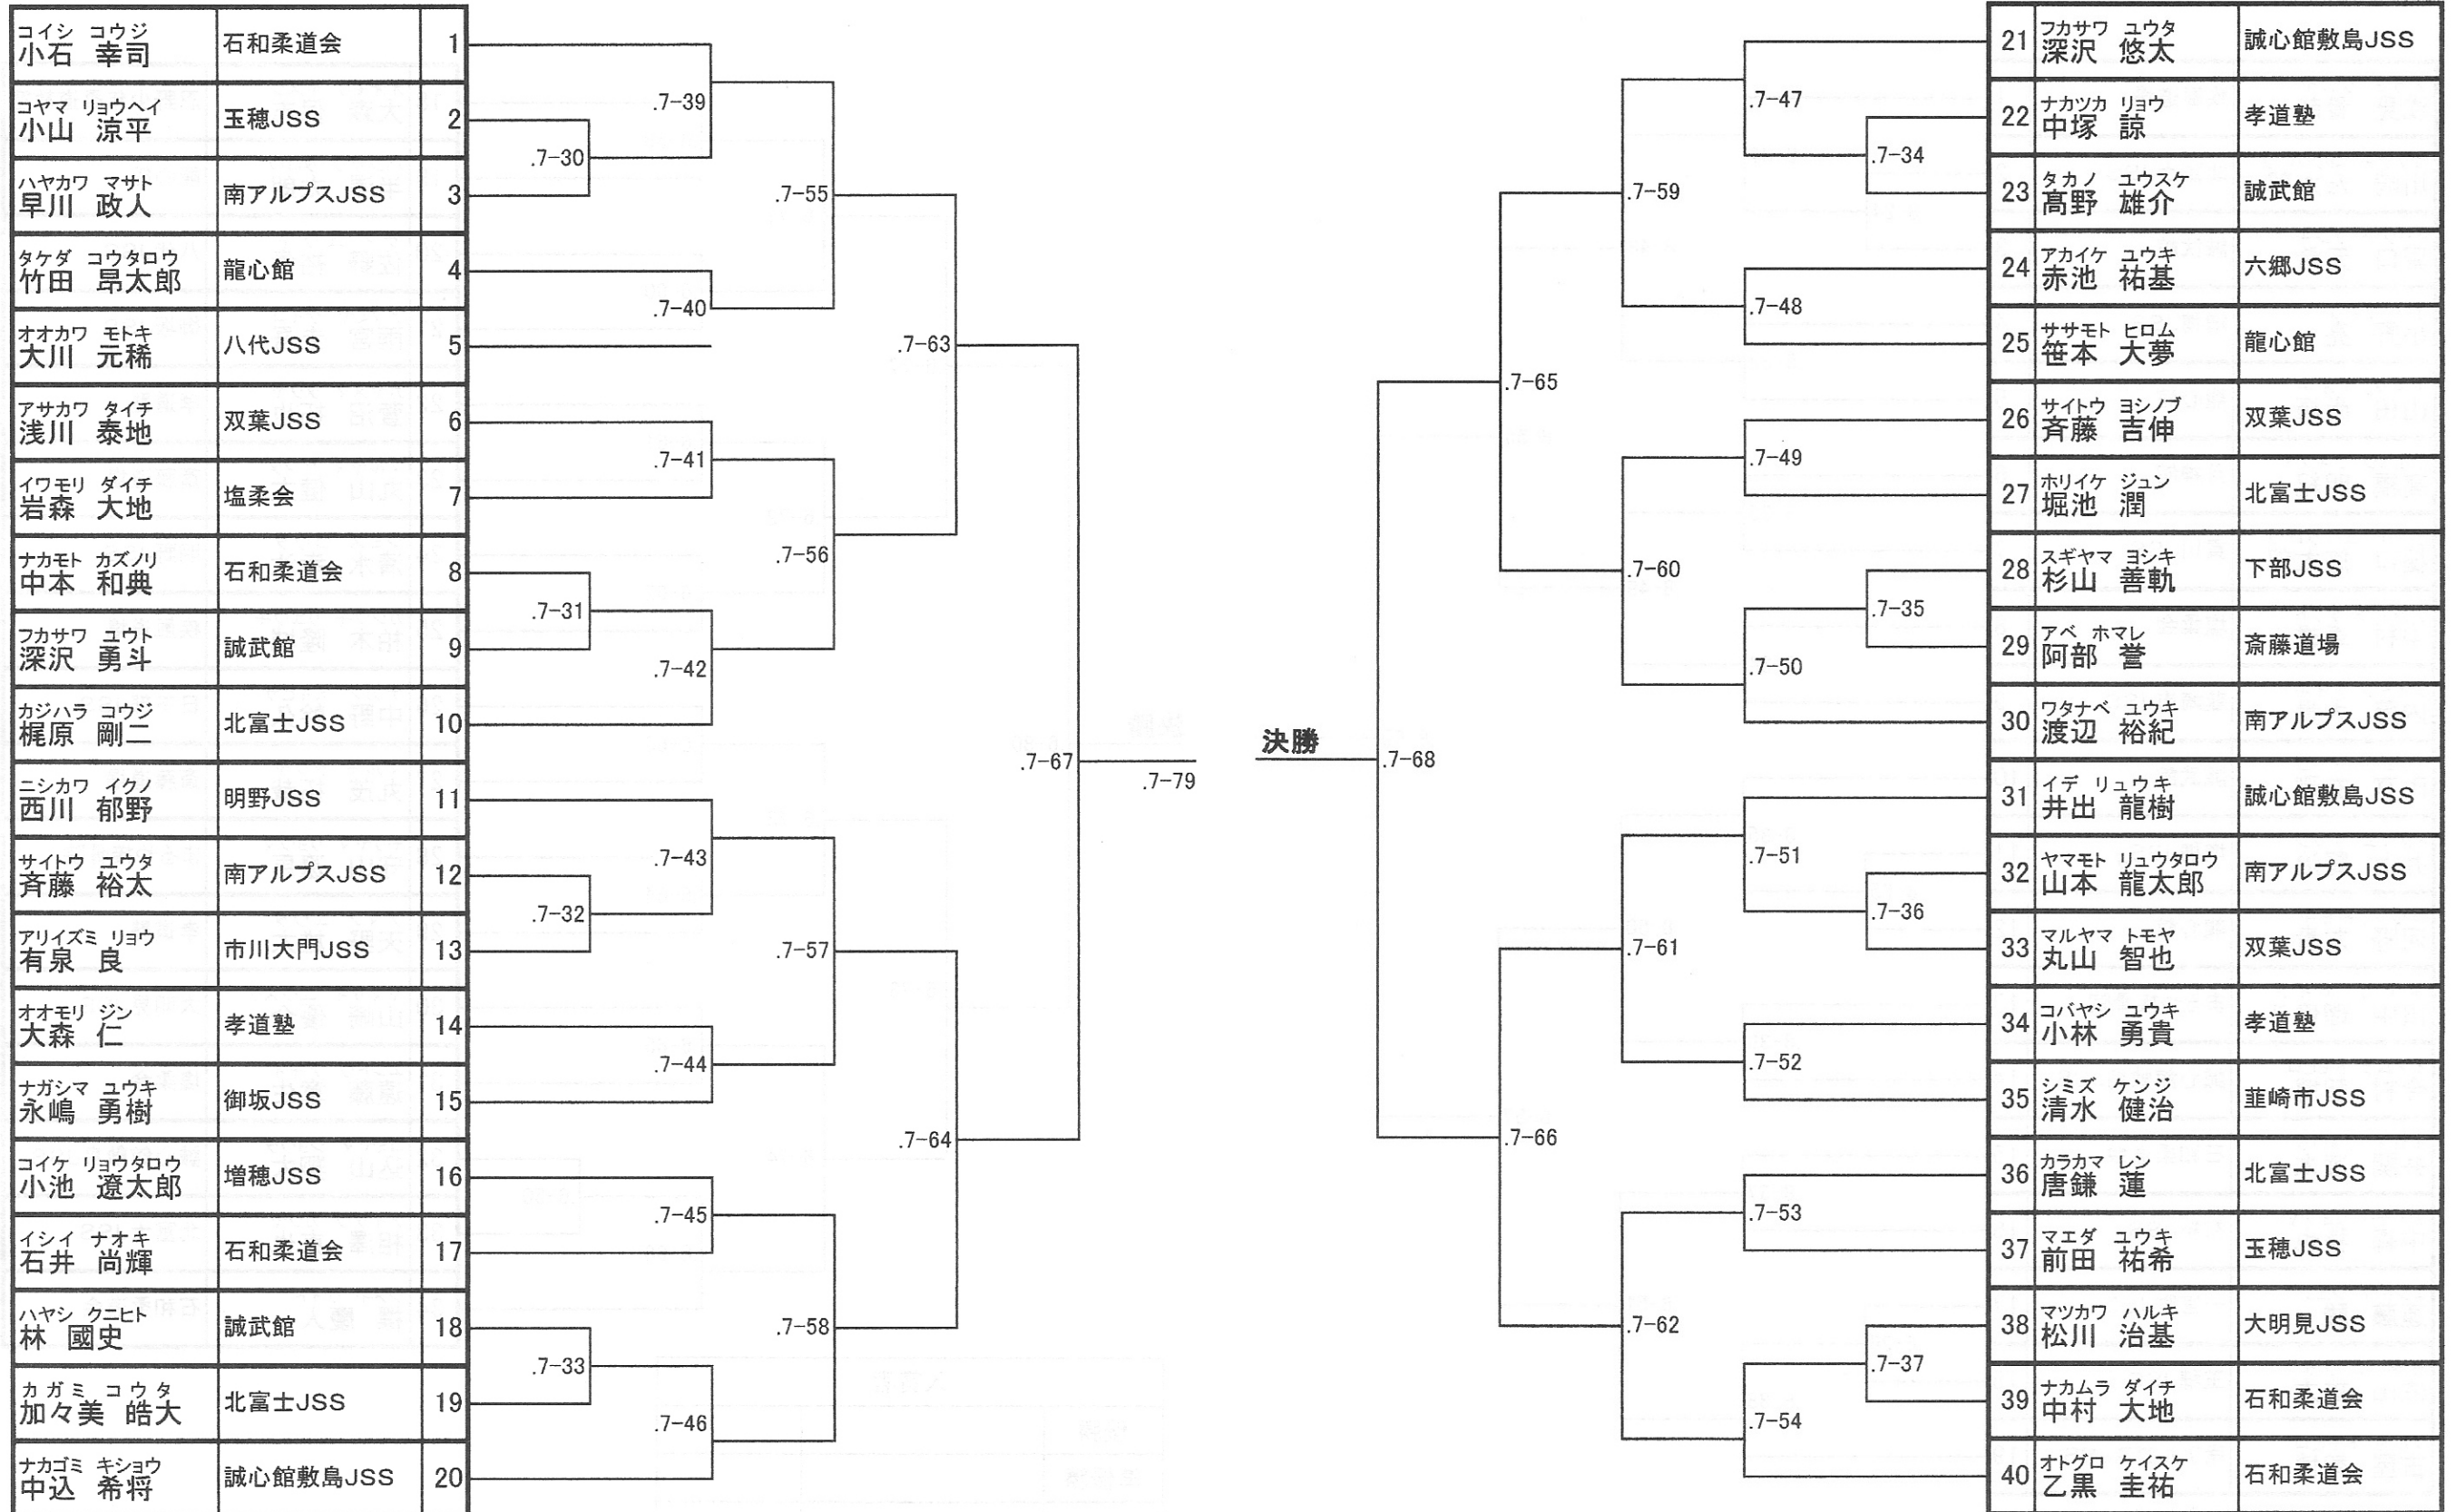 コイシ コウジ
小石 幸司 石和柔道会 1
コヤマ リョウヘイ
小山 涼平 玉穂JSS 2
ハヤカワ マサト
早川 政人 南アルプスJSS 3
タケダ コウタロウ
竹田 昂太郎 龍心館 4
オオカワ モトキ
大川 元稀 八代JSS 5
アサカワ タイチ
浅川 泰地 双葉JSS 6
イワモリ ダイチ
岩森 大地 塩柔会 7
ナカモト カズノリ
中本 和典 石和柔道会 8
フカサワ ユウト
深沢 勇斗 誠武館 9
カジハラ コウジ
梶原 剛二 北富士JSS 10
ニシカワ イクノ
西川 郁野 明野JSS 11
サイトウ ユウタ
斉藤 裕太 南アルプスJSS 12
アリイズミ リョウ
有泉 良 市川大門JSS 13
オオモリ ジン
大森 仁 孝道塾 14
ナガシマ ユウキ
永嶋 勇樹 御坂JSS 15
コイケ リョウタロウ
小池 遼太郎 増穂JSS 16
イシイ ナオキ
石井 尚輝 石和柔道会 17
ハヤシ クニヒト
林 國史 誠武館 18
カガミ コウタ
加々美 皓大 北富士JSS 19
ナカゴミ キショウ
中込 希将 誠心館敷島JSS 20
.7-30
.7-31
.7-32
.7-33
.7-39
.7-40
.7-41
.7-42
.7-43
.7-44
.7-45
.7-46
.7-55
.7-56
.7-57
.7-58
.7-63
.7-64
.7-67
.7-79
決勝
.7-68
.7-65
.7-66
.7-59
.7-60
.7-61
.7-62
.7-47
.7-48
.7-49
.7-50
.7-51
.7-52
.7-53
.7-54
.7-34
.7-35
.7-36
.7-37
フカサワ ユウタ
21 深沢 悠太 誠心館敷島JSS
ナカツカ リョウ
22 中塚 諒 孝道塾
タカノ ユウスケ
23 髙野 雄介 誠武館
アカイケ ユウキ
24 赤池 祐基 六郷JSS
ササモト ヒロム
25 笹本 大夢 龍心館
サイトウ ヨシノブ
26 斉藤 吉伸 双葉JSS
ホリイケ ジュン
27 堀池 潤 北富士JSS
スギヤマ ヨシキ
28 杉山 善軌 下部JSS
アベ ホマレ
29 阿部 誉 斎藤道場
ワタナベ ユウキ
30 渡辺 裕紀 南アルプスJSS
イデ リュウキ
31 井出 龍樹 誠心館敷島JSS
ヤマモト リュウタロウ
32 山本 龍太郎 南アルプスJSS
マルヤマ トモヤ
33 丸山 智也 双葉JSS
コバヤシ ユウキ
34 小林 勇貴 孝道塾
シミズ ケンジ
35 清水 健治 韮崎市JSS
カラカマ レン
36 唐鎌 蓮 北富士JSS
マエダ ユウキ
37 前田 祐希 玉穂JSS
マツカワ ハルキ
38 松川 治基 大明見JSS
ナカムラ ダイチ
39 中村 大地 石和柔道会
オトグロ ケイスケ
40 乙黒 圭祐 石和柔道会